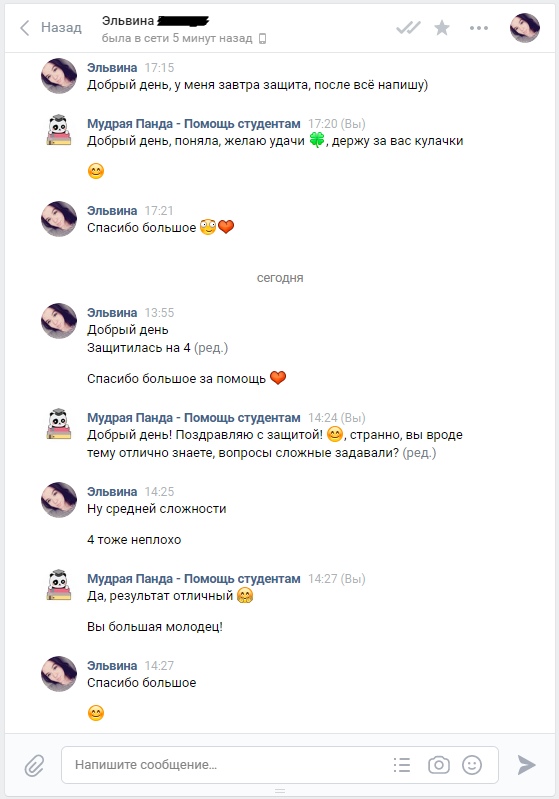 Назад
Эльвина
была в сети 5 минут назад
Эльвина 17:15
Добрый день, у меня завтра защита, после всё напишу)
Мудрая Панда - Помощь студентам 17:20 (Вы)
Добрый день, поняла, желаю удачи 🍀, держу за вас кулачки
😊
Эльвина 17:21
Спасибо большое 😳❤
сегодня
Эльвина 13:55
Добрый день
Защитилась на 4 (ред.)
Спасибо большое за помощь ❤
Мудрая Панда - Помощь студентам 14:24 (Вы)
Добрый день! Поздравляю с защитой! 😊, странно, вы вроде
тему отлично знаете, вопросы сложные задавали? (ред.)
Эльвина 14:25
Ну средней сложности
4 тоже неплохо
Мудрая Панда - Помощь студентам 14:27 (Вы)
Да, результат отличный 🤗
Вы большая молодец!
Эльвина 14:27
Спасибо большое
😊
Напишите сообщение...